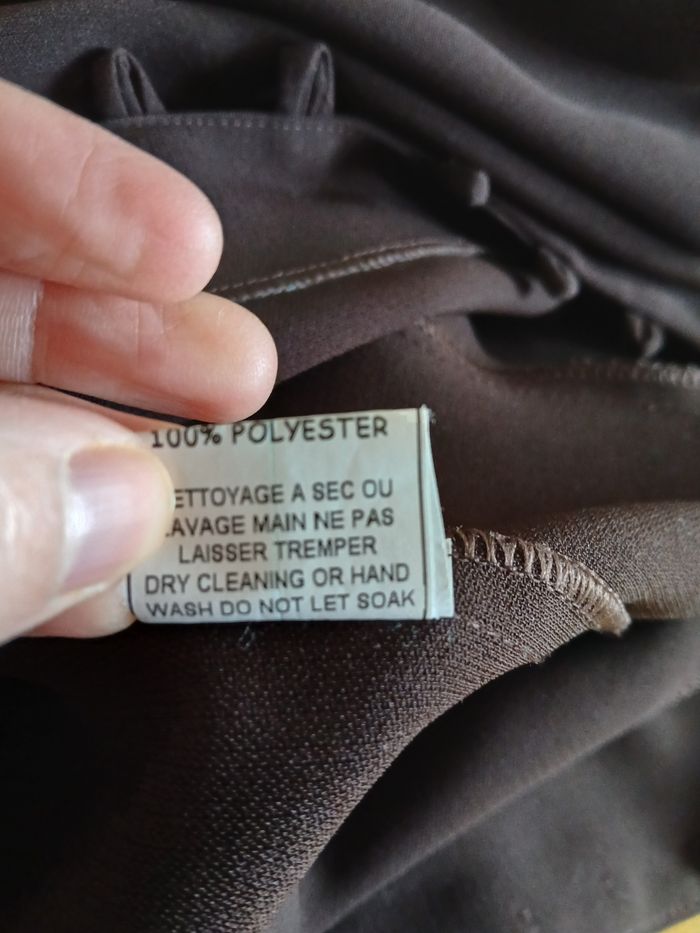 100% POLYESTER
ETTOYAGE A SEC OU
LAVAGE MAIN NE PAS
LAISSER TREMPER
DRY CLEANING OR HAND
WASH DO NOT LET SOAK